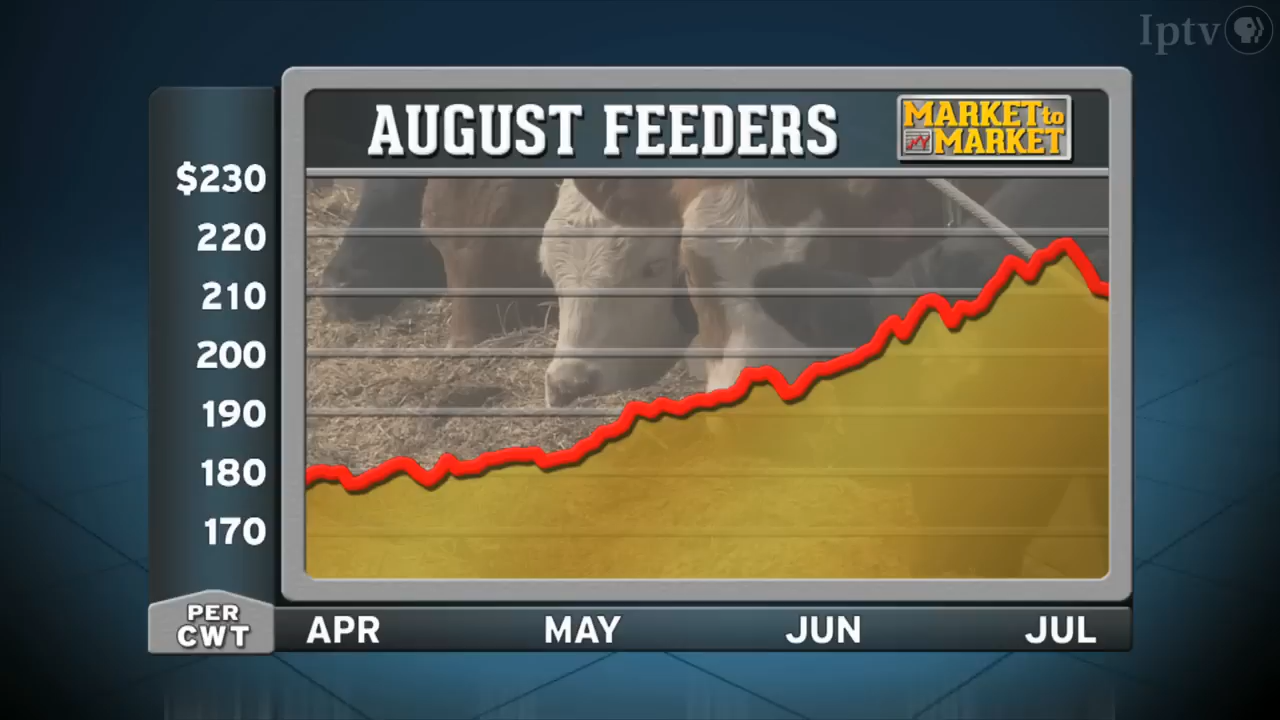 Iptv
AUGUST FEEDERS
MARKET to
MARKET
$230
220
210
200
190
180
170
PER
CWT
APR MAY JUN JUL